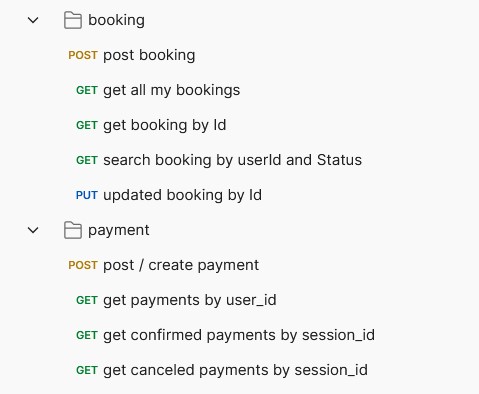 booking
POST post booking
GET get all my bookings
GET get booking by Id
GET search booking by userId and Status
PUT updated booking by Id
payment
POST post / create payment
GET get payments by user_id
GET get confirmed payments by session_id
GET get canceled payments by session_id